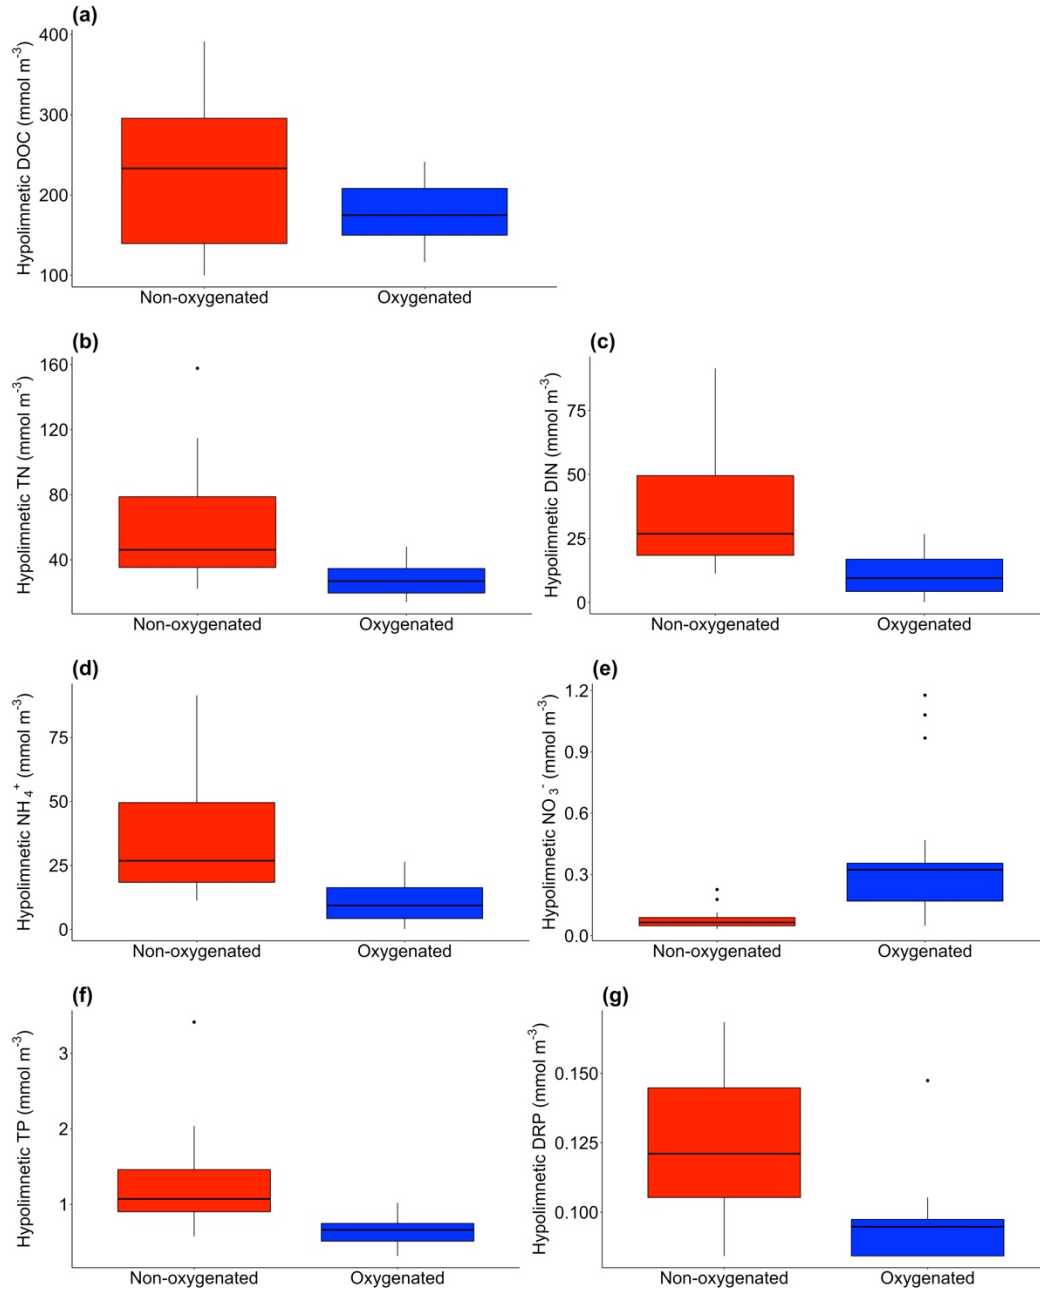 (a)
Hypolimnetic DOC (mmol m⁻³)
400
300
200
100
Non-oxygenated
Oxygenated
(b)
Hypolimnetic TN (mmol m⁻³)
160
120
80
40
Non-oxygenated
Oxygenated
(c)
Hypolimnetic DIN (mmol m⁻³)
75
50
25
0
Non-oxygenated
Oxygenated
(d)
Hypolimnetic NH₄⁺ (mmol m⁻³)
75
50
25
0
Non-oxygenated
Oxygenated
(e)
Hypolimnetic NO₃⁻ (mmol m⁻³)
1.2
0.9
0.6
0.3
0.0
Non-oxygenated
Oxygenated
(f)
Hypolimnetic TP (mmol m⁻³)
3
2
1
Non-oxygenated
Oxygenated
(g)
Hypolimnetic DRP (mmol m⁻³)
0.150
0.125
0.100
Non-oxygenated
Oxygenated